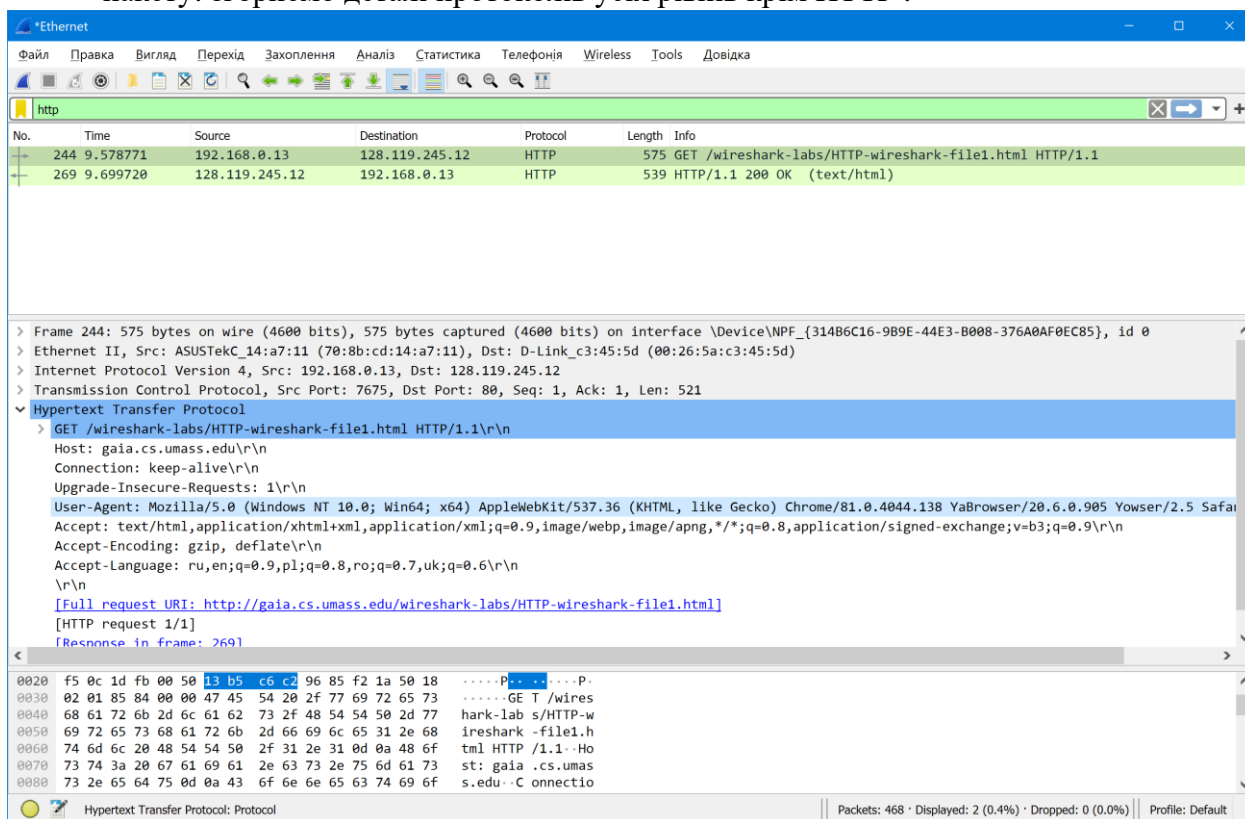 пакету. Згорнемо деталі протоколів усіх рівнів крім HTTP.
*Ethernet
Файл Правка Вигляд Перехід Захоплення Аналіз Статистика Телефонія Wireless Tools Довідка
http
No. Time Source Destination Protocol Length Info
244 9.578771 192.168.0.13 128.119.245.12 HTTP 575 GET /wireshark-labs/HTTP-wireshark-file1.html HTTP/1.1
269 9.699720 128.119.245.12 192.168.0.13 HTTP 539 HTTP/1.1 200 OK (text/html)
> Frame 244: 575 bytes on wire (4600 bits), 575 bytes captured (4600 bits) on interface \Device\NPF_{314B6C16-9B9E-44E3-B008-376A0AF0EC85}, id 0
> Ethernet II, Src: ASUSTekC_14:a7:11 (70:8b:cd:14:a7:11), Dst: D-Link_c3:45:5d (00:26:5a:c3:45:5d)
> Internet Protocol Version 4, Src: 192.168.0.13, Dst: 128.119.245.12
> Transmission Control Protocol, Src Port: 7675, Dst Port: 80, Seq: 1, Ack: 1, Len: 521
Hypertext Transfer Protocol
> GET /wireshark-labs/HTTP-wireshark-file1.html HTTP/1.1\r\n
Host: gaia.cs.umass.edu\r\n
Connection: keep-alive\r\n
Upgrade-Insecure-Requests: 1\r\n
User-Agent: Mozilla/5.0 (Windows NT 10.0; Win64; x64) AppleWebKit/537.36 (KHTML, like Gecko) Chrome/81.0.4044.138 YaBrowser/20.6.0.905 Yowser/2.5 Safar
Accept: text/html,application/xhtml+xml,application/xml;q=0.9,image/webp,image/apng,*/*;q=0.8,application/signed-exchange;v=b3;q=0.9\r\n
Accept-Encoding: gzip, deflate\r\n
Accept-Language: ru,en;q=0.9,pl;q=0.8,ro;q=0.7,uk;q=0.6\r\n
\r\n
[Full request URI: http://gaia.cs.umass.edu/wireshark-labs/HTTP-wireshark-file1.html]
[HTTP request 1/1]
[Response in frame: 269]
0020 f5 0c 1d fb 00 50 13 b5 c6 c2 96 85 f2 1a 50 18 ·····P·· ······P·
0030 02 01 85 84 00 00 47 45 54 20 2f 77 69 72 65 73 ······GE T /wires
0040 68 61 72 6b 2d 6c 61 62 73 2f 48 54 54 50 2d 77 hark-lab s/HTTP-w
0050 69 72 65 73 68 61 72 6b 2d 66 69 6c 65 31 2e 68 ireshark -file1.h
0060 74 6d 6c 20 48 54 54 50 2f 31 2e 31 0d 0a 48 6f tml HTTP /1.1··Ho
0070 73 74 3a 20 67 61 69 61 2e 63 73 2e 75 6d 61 73 st: gaia .cs.umas
0080 73 2e 65 64 75 0d 0a 43 6f 6e 6e 65 63 74 69 6f s.edu··C onnectio
Hypertext Transfer Protocol: Protocol Packets: 468 · Displayed: 2 (0.4%) · Dropped: 0 (0.0%) Profile: Default